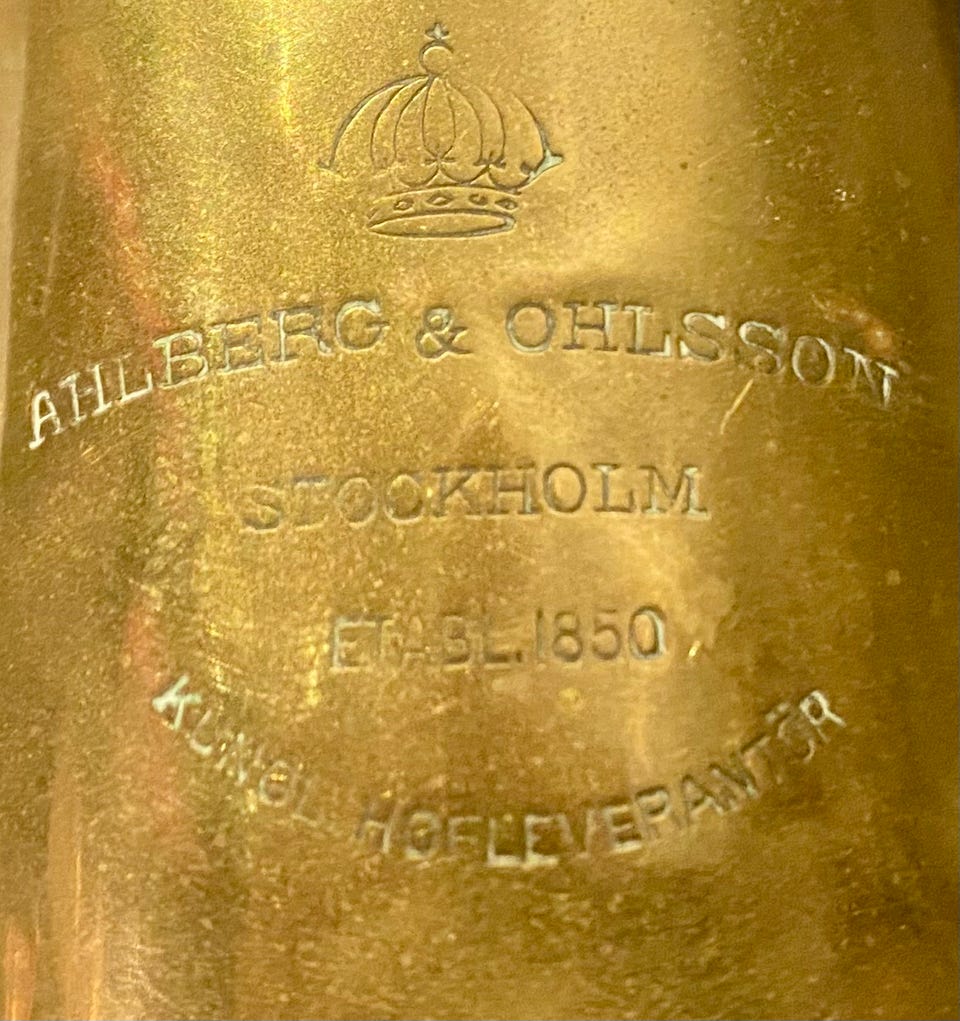 AHLBERG & OHLSSON
STOCKHOLM
ETABL. 1850
KUNGL. HOFLEVERANTÖR